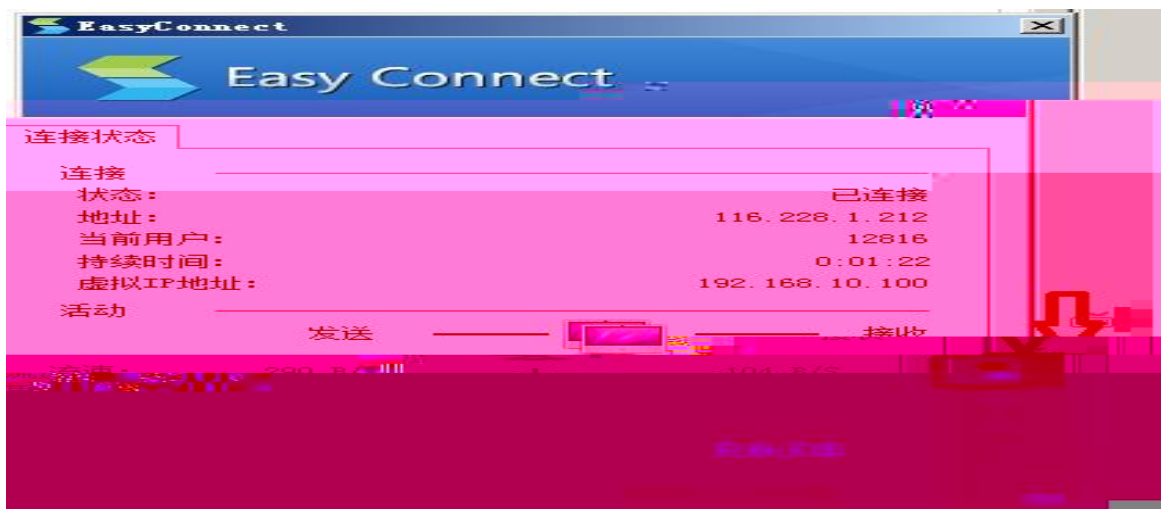 EasyConnect
Easy Connect
连接状态
连接
状态: 已连接
地址: 116.228.1.212
当前用户: 12816
持续时间: 0:01:22
虚拟IP地址: 192.168.10.100
活动
发送 接收